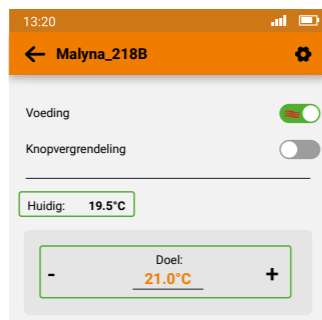 13:20
Malyna_218B
Voeding
Knopvergrendeling
Huidig: 19.5°C
Doel:
- 21.0°C +